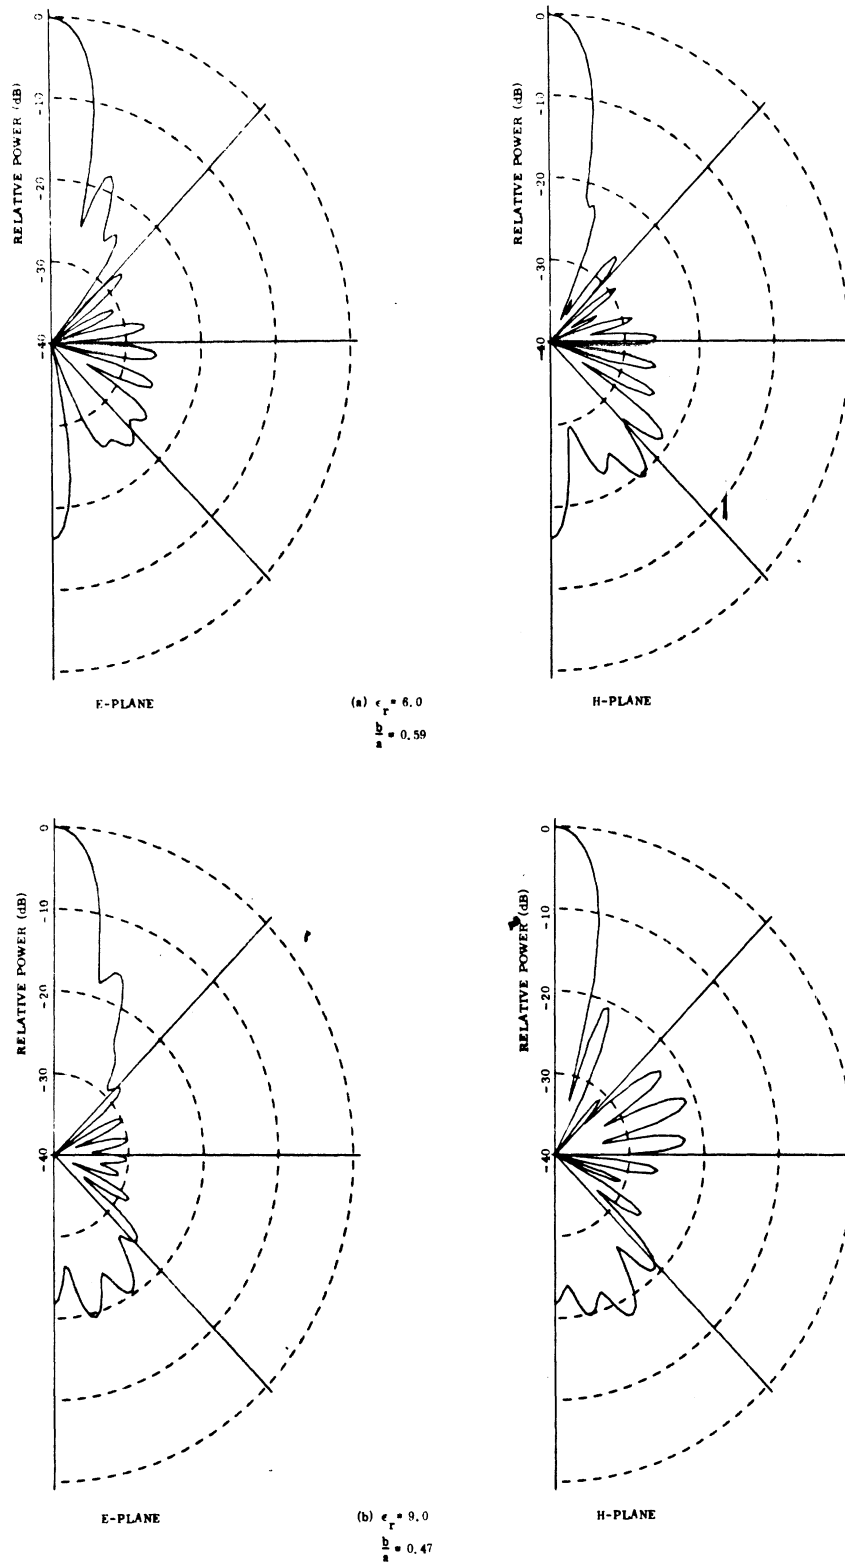 RELATIVE POWER (dB)
0
-10
-20
-30
-40
RELATIVE POWER (dB)
0
-10
-20
-30
-40
E-PLANE
(a) ϵr = 6.0
b/a = 0.59
H-PLANE
RELATIVE POWER (dB)
0
-10
-20
-30
-40
RELATIVE POWER (dB)
0
-10
-20
-30
-40
E-PLANE
(b) ϵr = 9.0
b/a = 0.47
H-PLANE